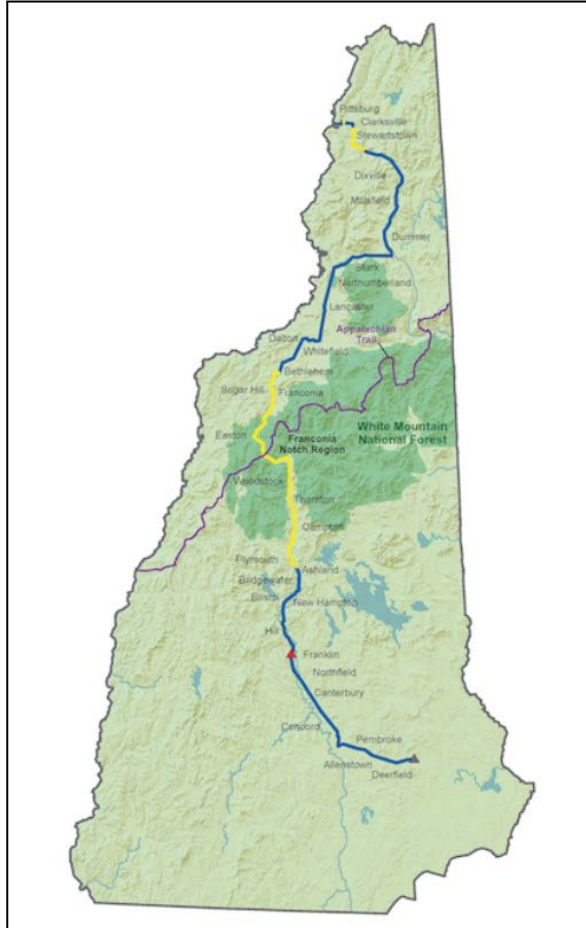 Pittsburg
Clarksville
Stewartstown
Dixville
Millsfield
Dummer
Stark
Northumberland
Lancaster
Appalachian
Trail
Dalton
Whitefield
Bethlehem
Sugar Hill
Franconia
White Mountain
National Forest
Easton
Franconia
Notch Region
Woodstock
Thornton
Campton
Plymouth
Ashland
Bridgewater
Bristol
New Hampton
Hill
Franklin
Northfield
Canterbury
Concord
Pembroke
Allenstown
Deerfield